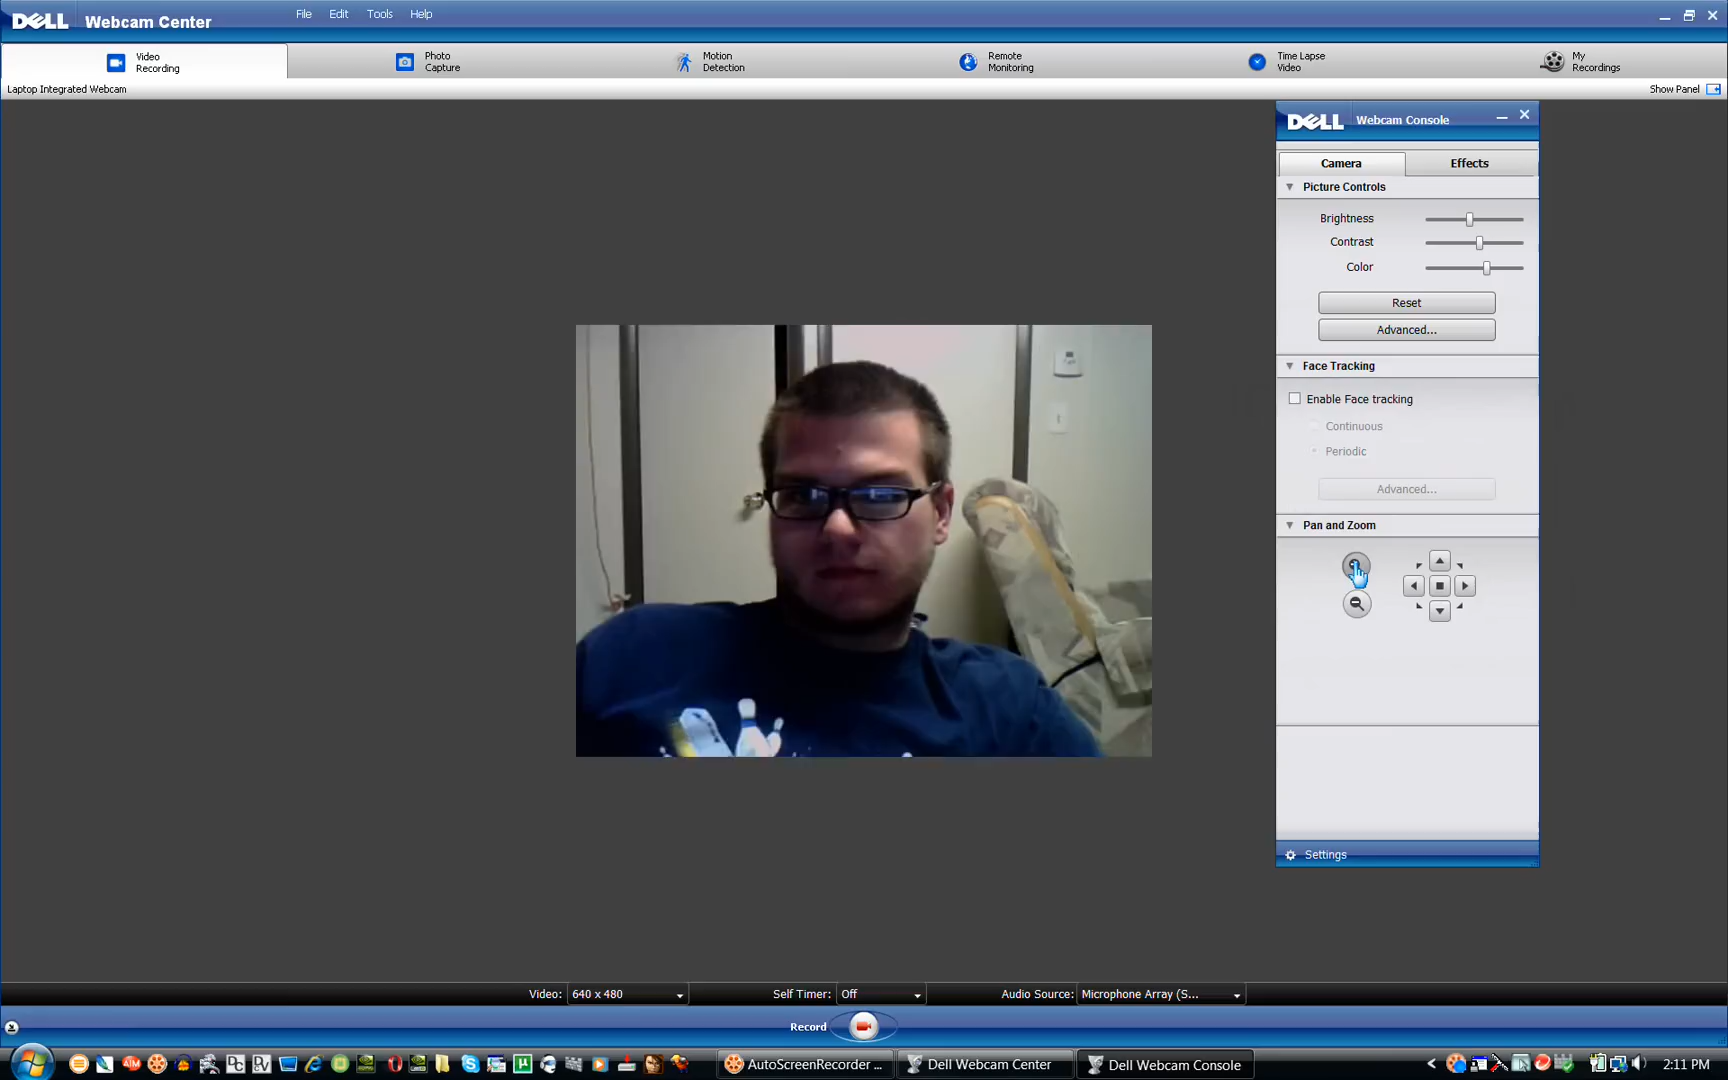 DELL Webcam Center
File Edit Tools Help
Video
Recording
Photo
Capture
Motion
Detection
Remote
Monitoring
Time Lapse
Video
My
Recordings
Laptop Integrated Webcam
Show Panel
DELL Webcam Console
Camera Effects
Picture Controls
Brightness
Contrast
Color
Reset
Advanced...
Face Tracking
Enable Face tracking
Continuous
Periodic
Advanced...
Pan and Zoom
Settings
Video: 640 x 480 Self Timer: Off Audio Source: Microphone Array (S...
Record
AutoScreenRecorder ... Dell Webcam Center Dell Webcam Console 2:11 PM